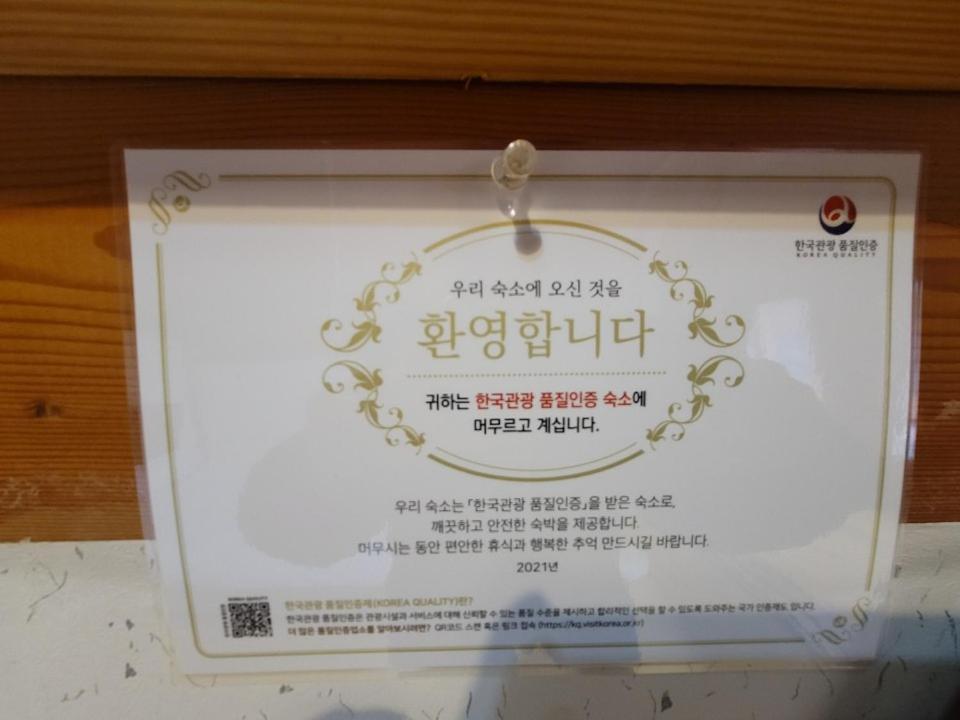 한국관광 품질인증
KOREA QUALITY
우리 숙소에 오신 것을
환영합니다
귀하는 한국관광 품질인증 숙소에
머무르고 계십니다.
우리 숙소는 「한국관광 품질인증」을 받은 숙소로,
깨끗하고 안전한 숙박을 제공합니다.
머무시는 동안 편안한 휴식과 행복한 추억 만드시길 바랍니다.
2021년
KOREA QUALITY
한국관광 품질인증제(KOREA QUALITY)란?
한국관광 품질인증은 관광시설과 서비스에 대해 신뢰할 수 있는 품질 수준을 제시하고 합리적인 선택을 할 수 있도록 도와주는 국가 인증제도 입니다.
더 많은 품질인증업소를 알아보시려면? QR코드 스캔 혹은 링크 접속 (https://kq.visitkorea.or.kr)